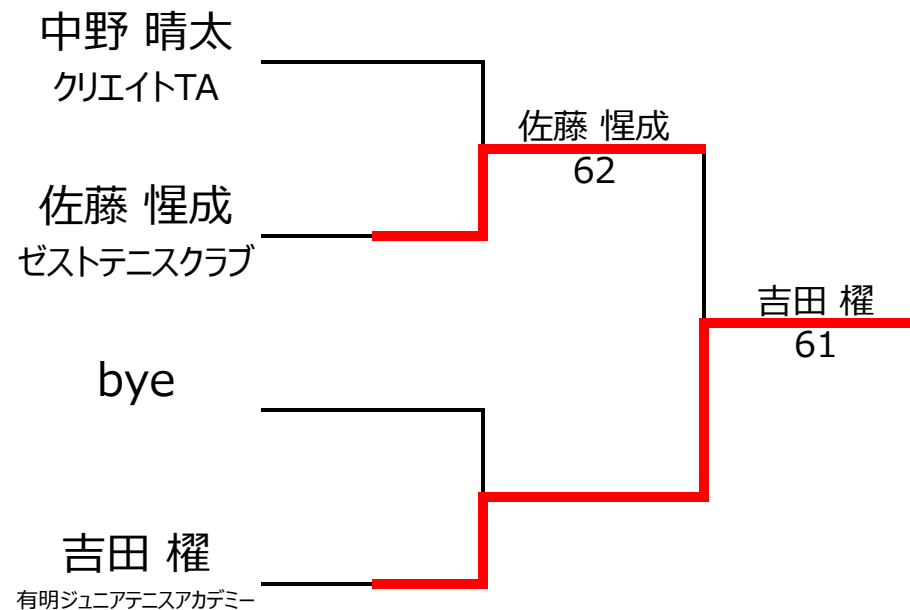 中野 晴太
クリエイトTA
佐藤 惺成
62
佐藤 惺成
ゼストテニスクラブ
吉田 櫂
61
bye
吉田 櫂
有明ジュニアテニスアカデミー